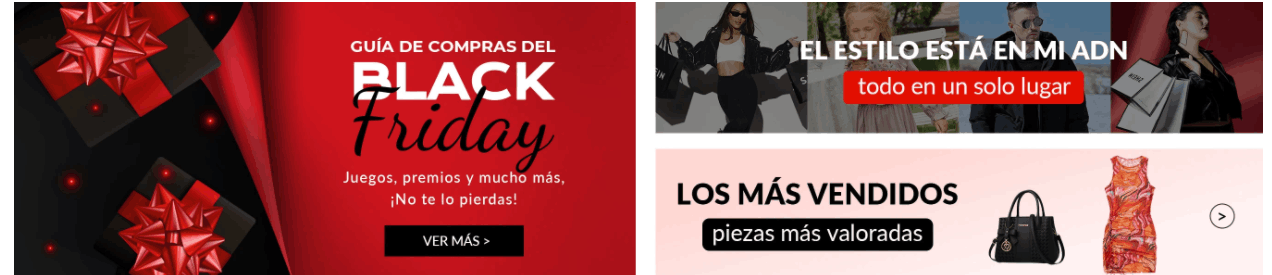 GUÍA DE COMPRAS DEL
BLACK
Friday
Juegos, premios y mucho más,
¡No te lo pierdas!
VER MÁS >
EL ESTILO ESTÁ EN MI ADN
todo en un solo lugar
LOS MÁS VENDIDOS
piezas más valoradas
>